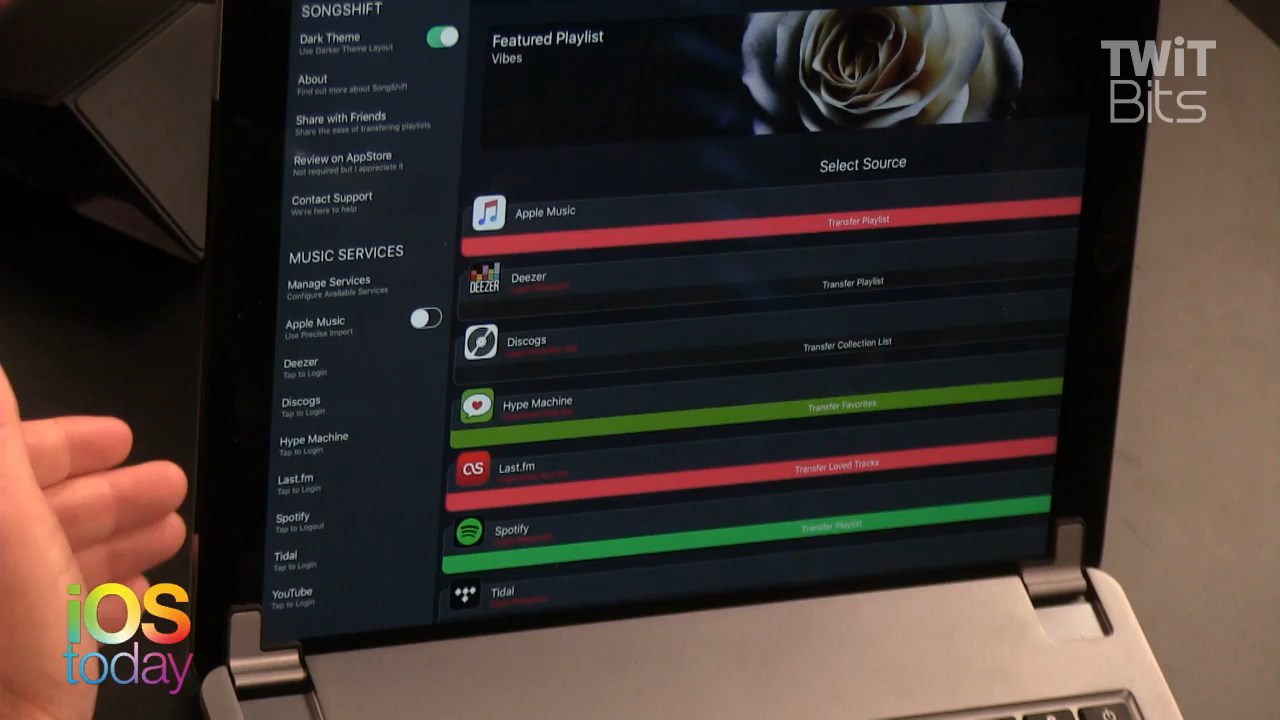 SONGSHIFT
Dark Theme
Use Darker Theme Layout
About
Find out more about SongShift
Share with Friends
Share the ease of transfering playlists
Review on AppStore
Not required but I appreciate it
Contact Support
We're here to help
MUSIC SERVICES
Manage Services
Configure Available Services
Apple Music
Use Precise Import
Deezer
Tap to Login
Discogs
Tap to Login
Hype Machine
Tap to Login
Last.fm
Tap to Login
Spotify
Tap to Logout
Tidal
Tap to Login
YouTube
Tap to Login
Featured Playlist
Vibes
Select Source
Apple Music
Transfer Playlist
DEEZER
Deezer
Transfer Playlist
Discogs
Transfer Collection List
Hype Machine
Transfer Favorites
Last.fm
Transfer Loved Tracks
Spotify
Transfer Playlist
Tidal
TWiT
Bits
iOS
today